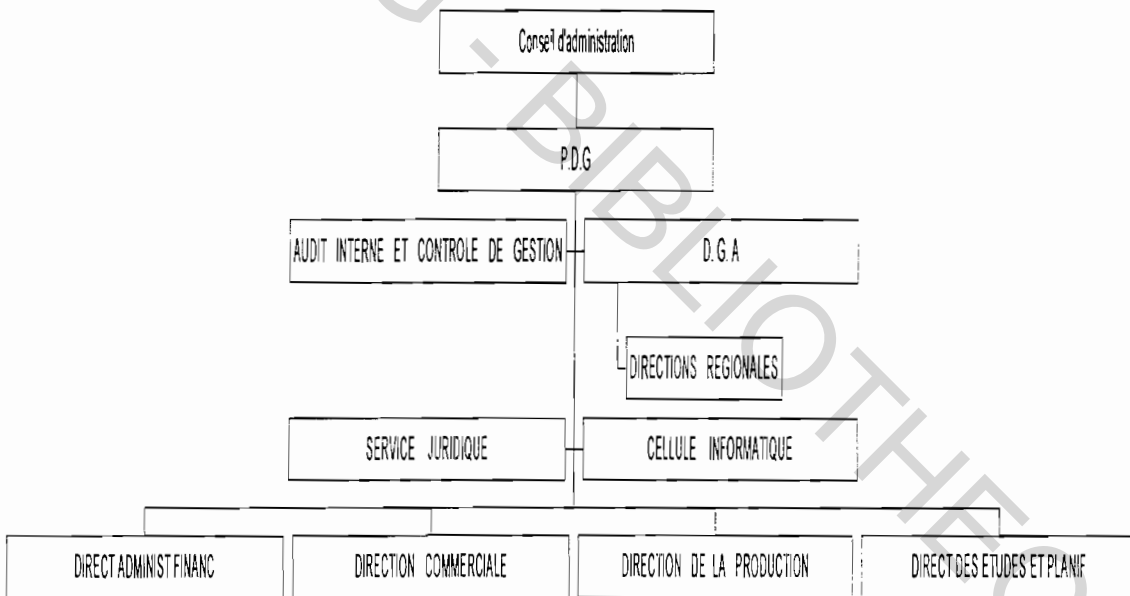 Conseil d'administration
P.D.G
AUDIT INTERNE ET CONTROLE DE GESTION
D.G.A
DIRECTIONS REGIONALES
SERVICE JURIDIQUE
CELLULE INFORMATIQUE
DIRECT ADMINIST FINANC
DIRECTION COMMERCIALE
DIRECTION DE LA PRODUCTION
DIRECT DES ETUDES ET PLANIF
- BIBLIOTHEQ